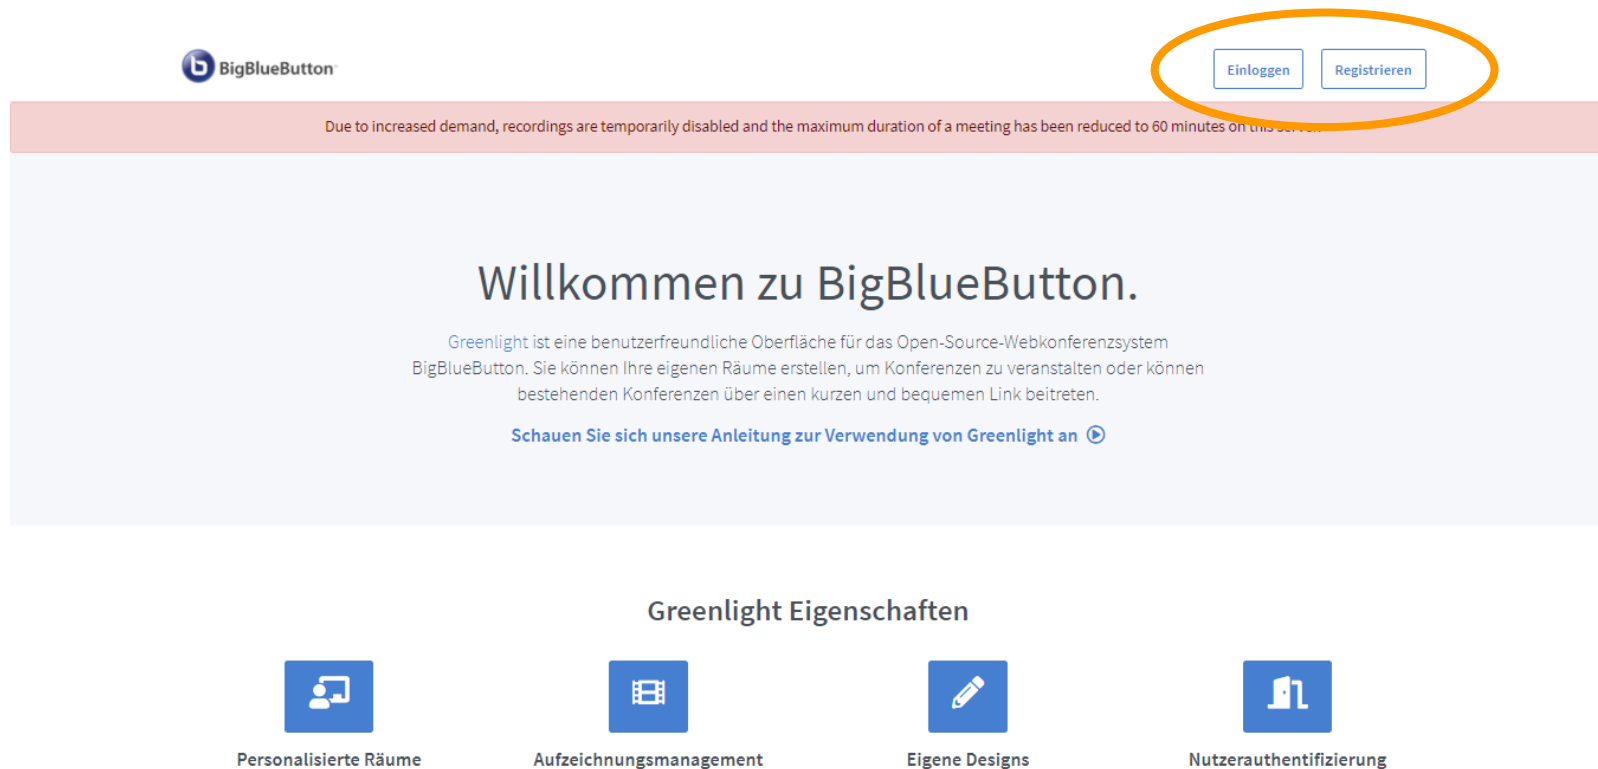 BigBlueButton
Einloggen
Registrieren
Due to increased demand, recordings are temporarily disabled and the maximum duration of a meeting has been reduced to 60 minutes on this server.
Willkommen zu BigBlueButton.
Greenlight ist eine benutzerfreundliche Oberfläche für das Open-Source-Webkonferenzsystem
BigBlueButton. Sie können Ihre eigenen Räume erstellen, um Konferenzen zu veranstalten oder können
bestehenden Konferenzen über einen kurzen und bequemen Link beitreten.
Schauen Sie sich unsere Anleitung zur Verwendung von Greenlight an
Greenlight Eigenschaften
Personalisierte Räume
Aufzeichnungsmanagement
Eigene Designs
Nutzerauthentifizierung